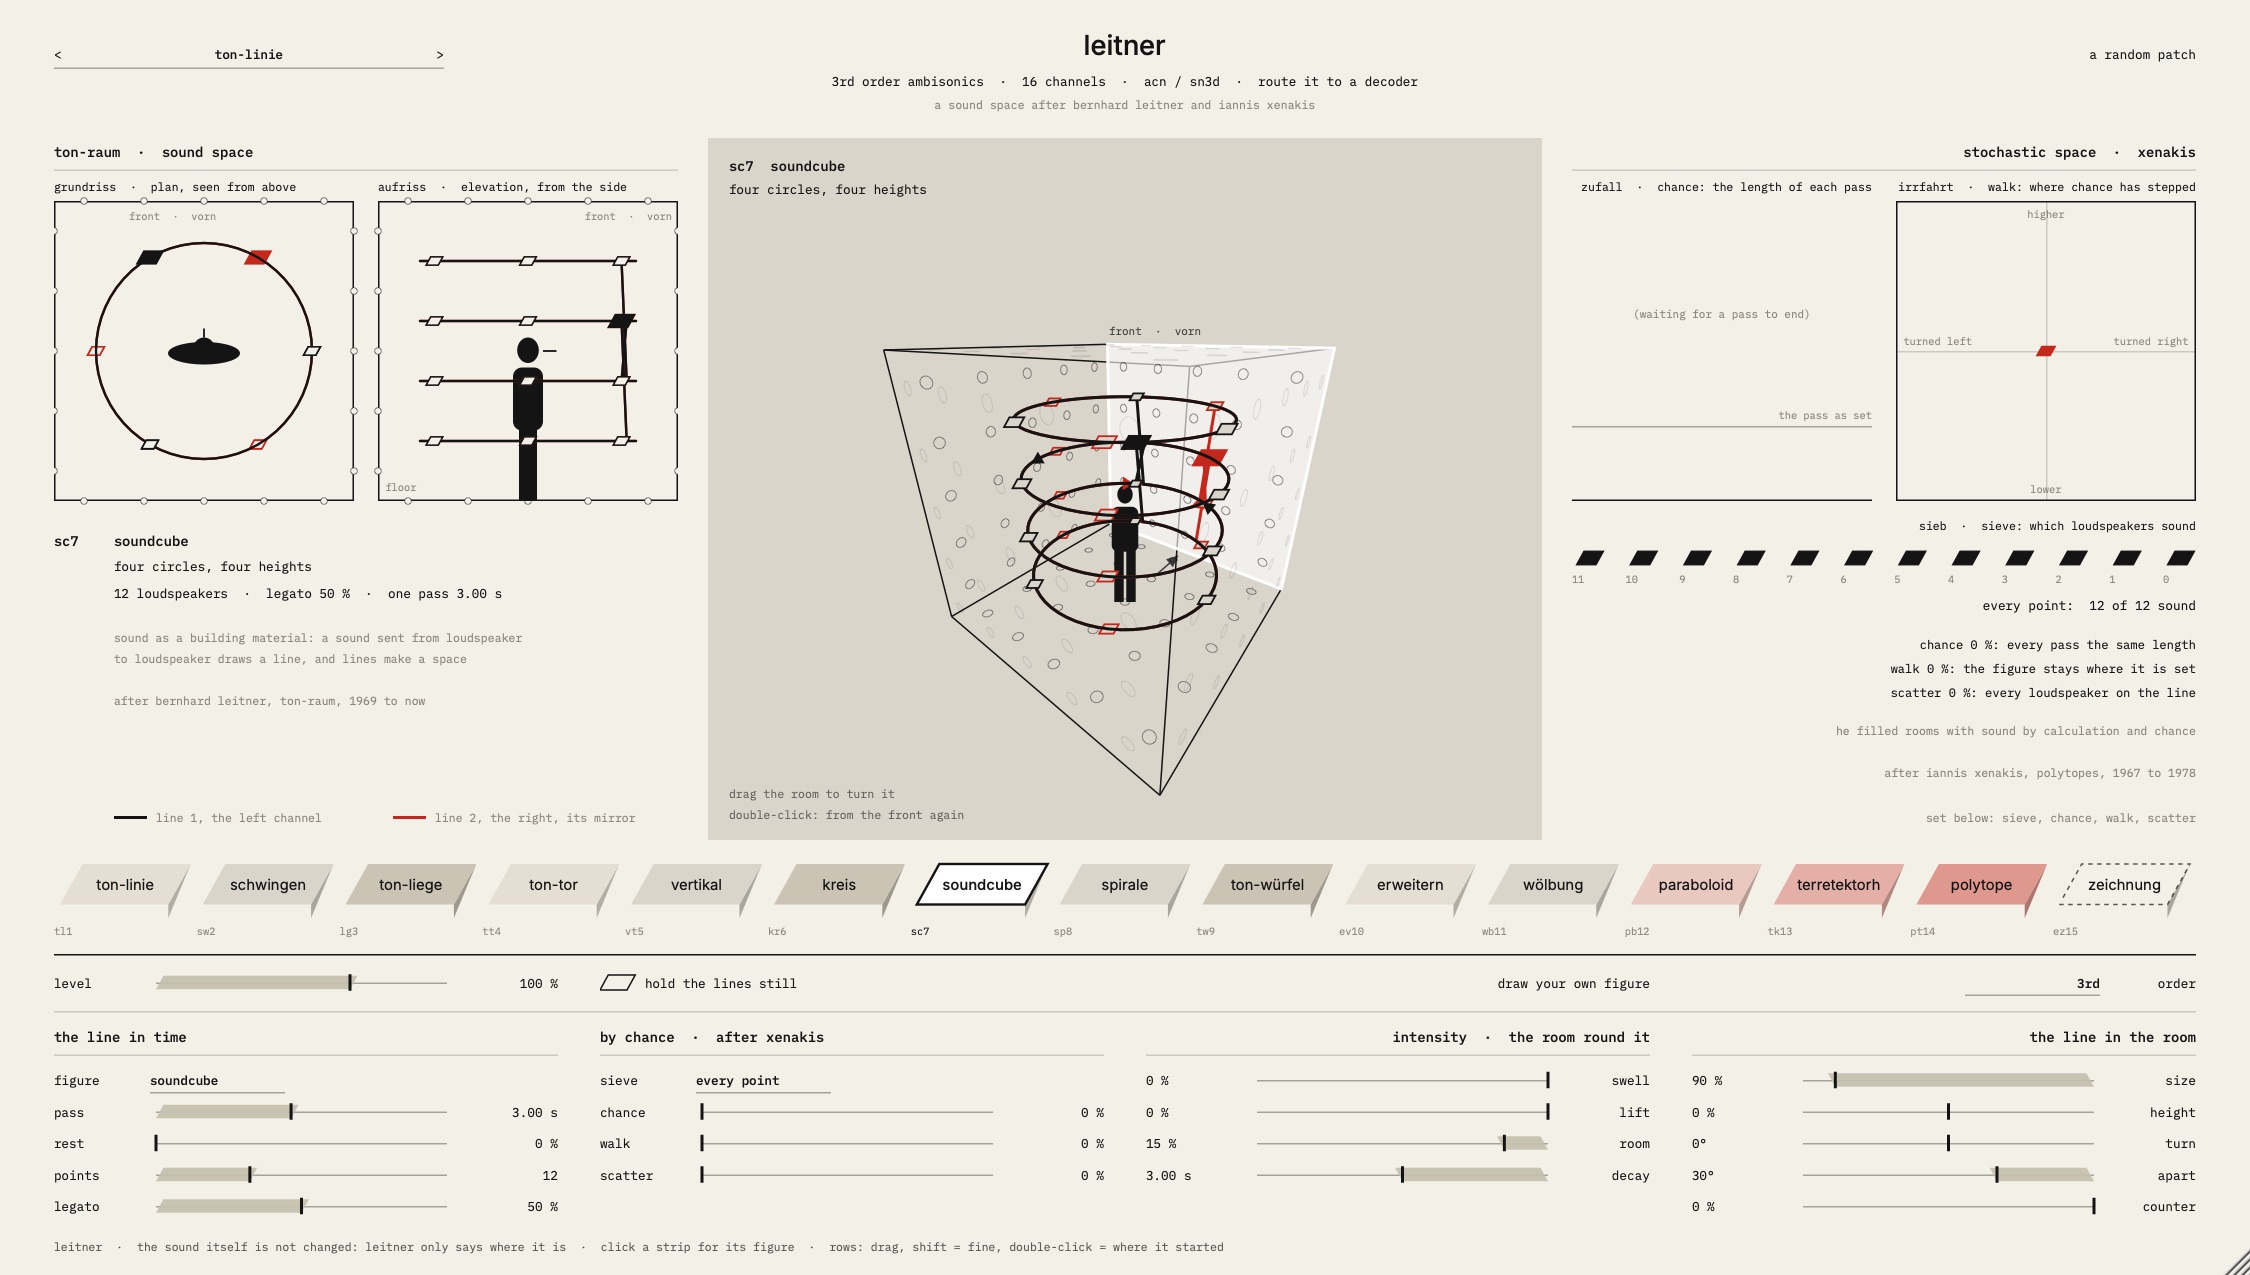 < ton-linie >
leitner
a random patch
3rd order ambisonics · 16 channels · acn / sn3d · route it to a decoder
a sound space after bernhard leitner and iannis xenakis
ton-raum · sound space
grundriss · plan, seen from above
aufriss · elevation, from the side
front · vorn
front · vorn
floor
sc7 soundcube
four circles, four heights
12 loudspeakers · legato 50 % · one pass 3.00 s
sound as a building material: a sound sent from loudspeaker
to loudspeaker draws a line, and lines make a space
after bernhard leitner, ton-raum, 1969 to now
line 1, the left channel
line 2, the right, its mirror
sc7 soundcube
four circles, four heights
front · vorn
drag the room to turn it
double-click: from the front again
stochastic space · xenakis
zufall · chance: the length of each pass
irrfahrt · walk: where chance has stepped
(waiting for a pass to end)
the pass as set
higher
turned left
turned right
lower
sieb · sieve: which loudspeakers sound
11 10 9 8 7 6 5 4 3 2 1 0
every point: 12 of 12 sound
chance 0 %: every pass the same length
walk 0 %: the figure stays where it is set
scatter 0 %: every loudspeaker on the line
he filled rooms with sound by calculation and chance
after iannis xenakis, polytopes, 1967 to 1978
set below: sieve, chance, walk, scatter
ton-linie schwingen ton-liege ton-tor vertikal kreis soundcube spirale ton-würfel erweitern wölbung paraboloid terretektorh polytope zeichnung
tl1 sw2 lg3 tt4 vt5 kr6 sc7 sp8 tw9 ev10 wb11 pb12 tk13 pt14 ez15
level 100 %
hold the lines still
draw your own figure
3rd order
the line in time
figure soundcube
pass 3.00 s
rest 0 %
points 12
legato 50 %
by chance · after xenakis
sieve every point
chance 0 %
walk 0 %
scatter 0 %
intensity · the room round it
0 % swell
0 % lift
15 % room
3.00 s decay
the line in the room
90 % size
0 % height
0° turn
30° apart
0 % counter
leitner · the sound itself is not changed: leitner only says where it is · click a strip for its figure · rows: drag, shift = fine, double-click = where it started